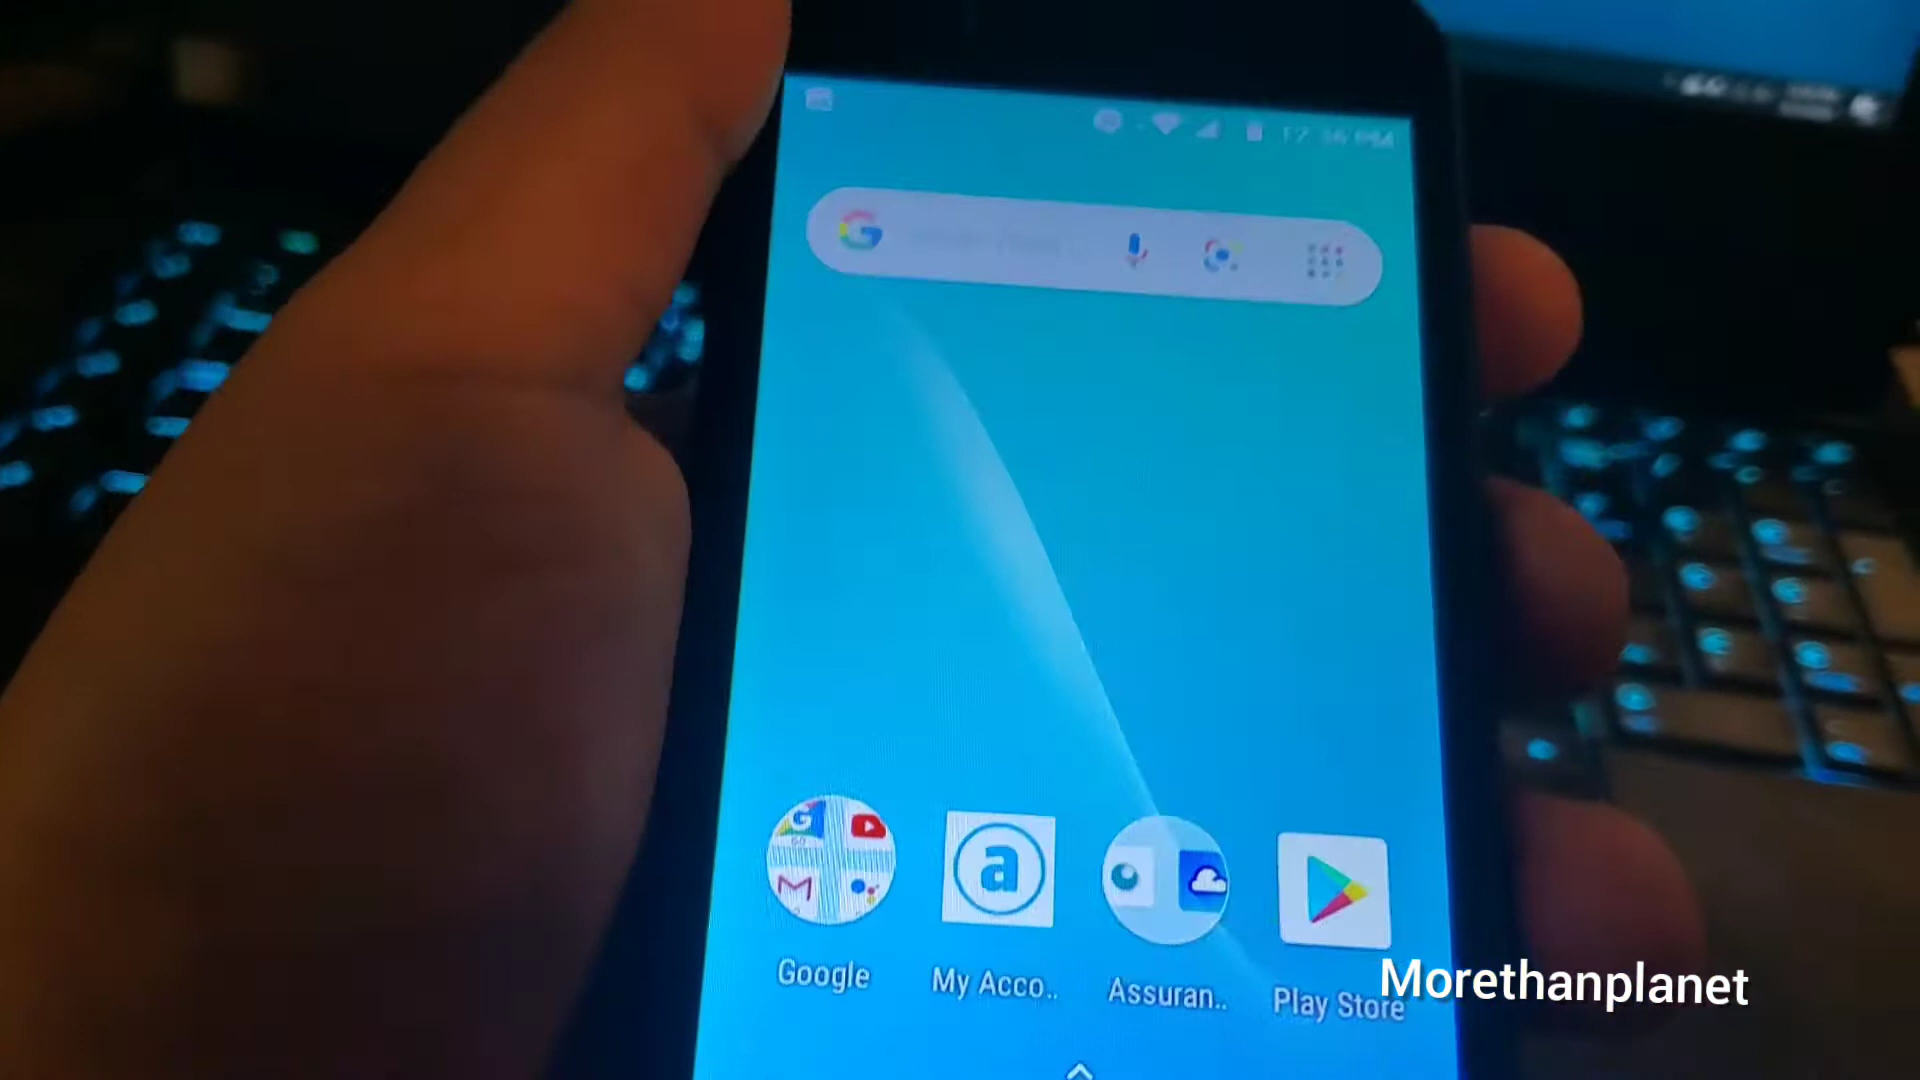 Google
My Acco..
Assuran..
Play Store
Morethanplanet